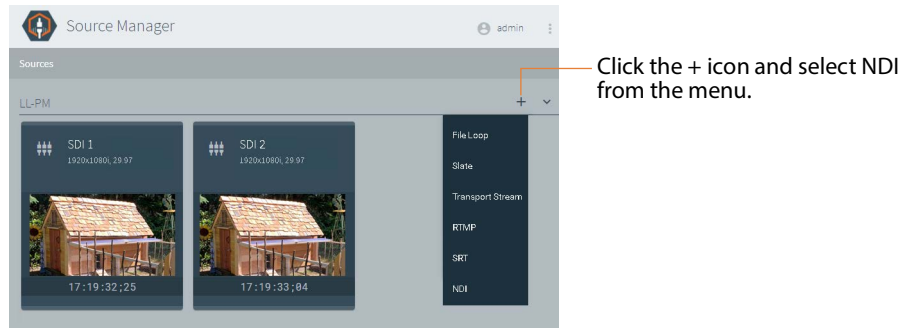 Source Manager
admin
Sources
LL-PM
Click the + icon and select NDI
from the menu.
SDI 1
1920x1080i, 29.97
17:19:32;25
SDI 2
1920x1080i, 29.97
17:19:33;04
File Loop
Slate
Transport Stream
RTMP
SRT
NDI